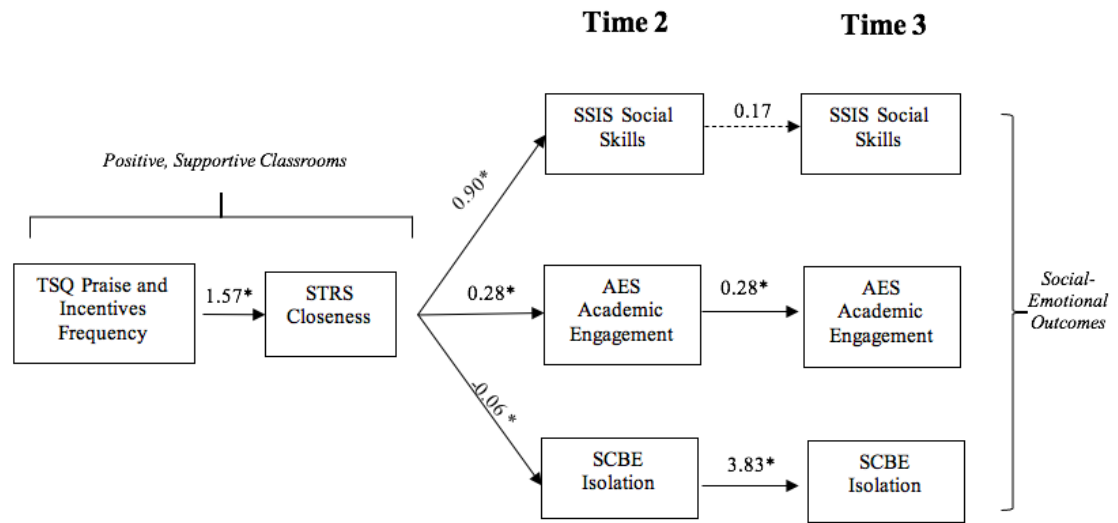 Time 2
Time 3
Positive, Supportive Classrooms
SSIS Social
Skills
0.17
SSIS Social
Skills
0.90*
TSQ Praise and
Incentives
Frequency
1.57*
STRS
Closeness
0.28*
AES
Academic
Engagement
0.28*
AES
Academic
Engagement
Social-
Emotional
Outcomes
-0.06 *
SCBE
Isolation
3.83*
SCBE
Isolation